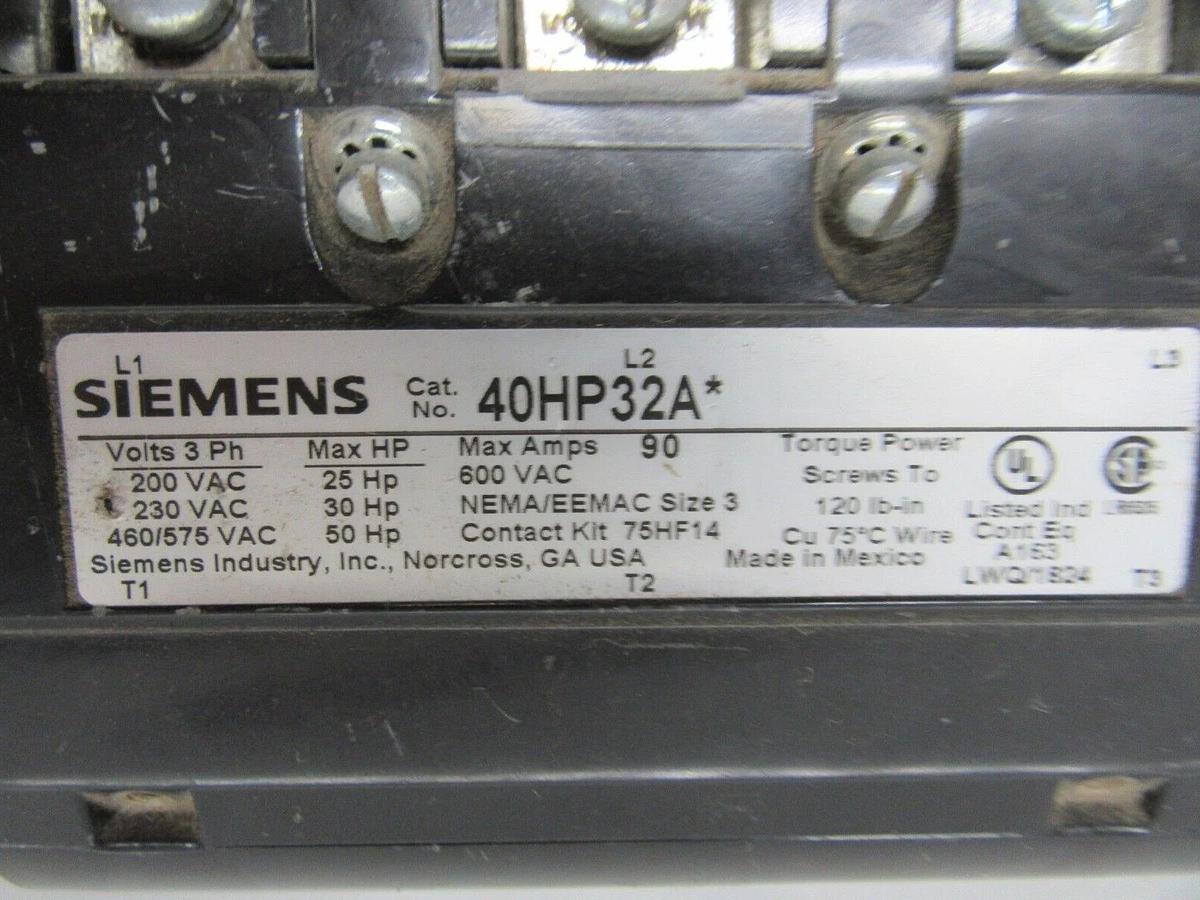 L1 L2 L3
SIEMENS Cat. No. 40HP32A*
Volts 3 Ph Max HP Max Amps 90 Torque Power
200 VAC 25 Hp 600 VAC Screws To
230 VAC 30 Hp NEMA/EEMAC Size 3 120 lb-in Listed Ind
460/575 VAC 50 Hp Contact Kit 75HF14 Cu 75°C Wire Cont Eq
Siemens Industry, Inc., Norcross, GA USA Made in Mexico A163
T1 T2 LWQ/1824 T3
UL